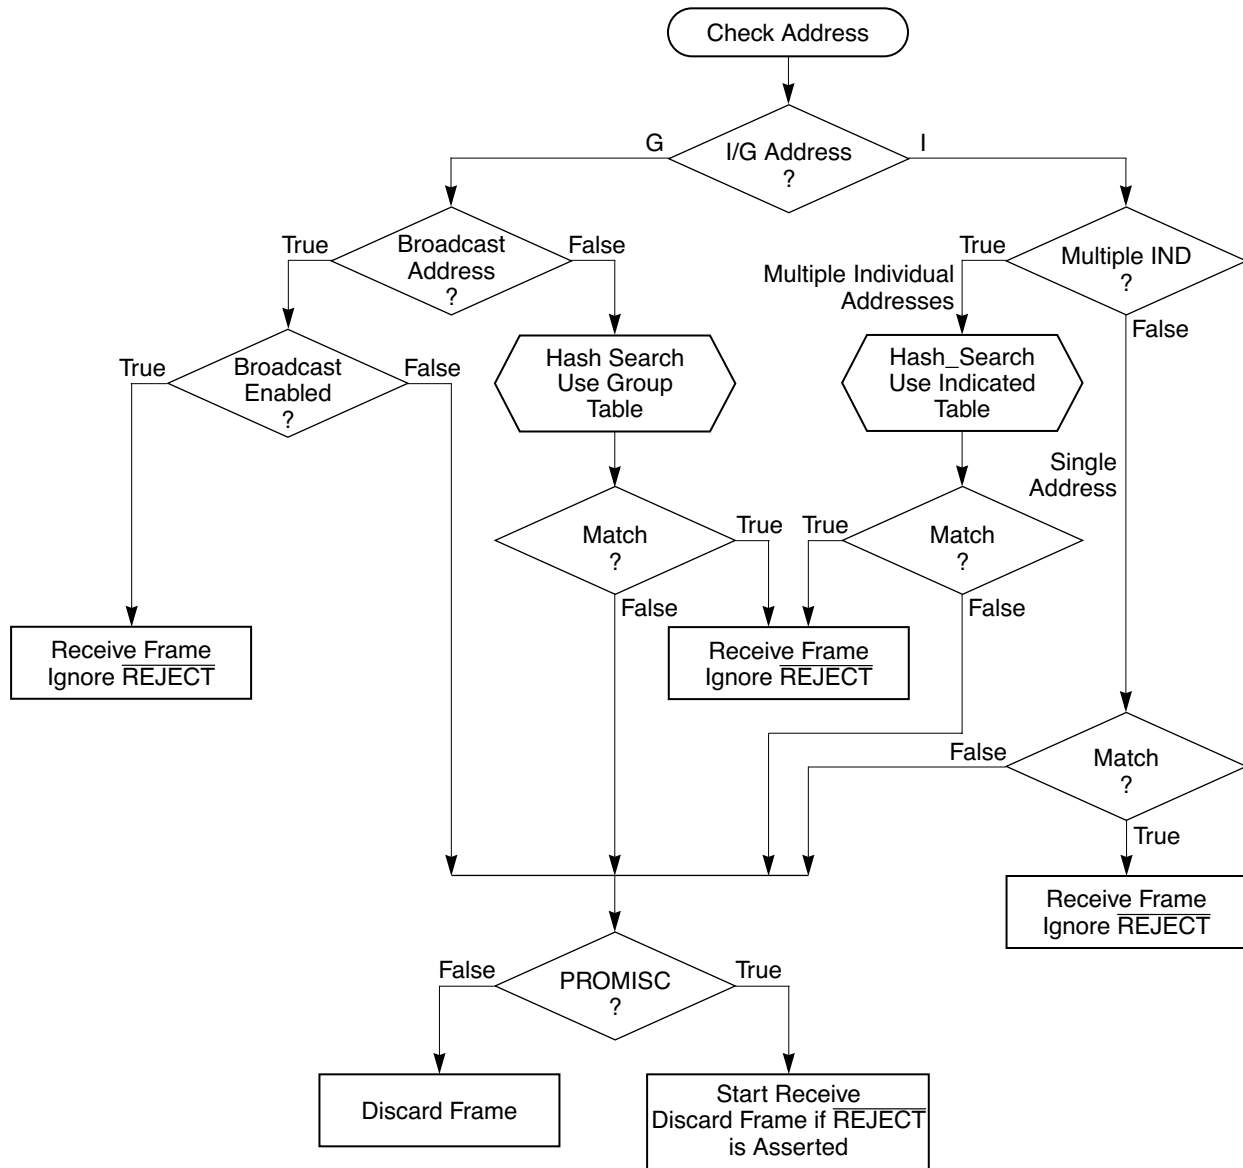 Check Address
G
I/G Address
?
I
True
Broadcast
Address
?
False
True
Multiple IND
?
Multiple Individual
Addresses
False
True
Broadcast
Enabled
?
False
Hash Search
Use Group
Table
Hash_Search
Use Indicated
Table
Single
Address
Match
?
True
True
Match
?
False
False
Receive Frame
Ignore REJECT
Receive Frame
Ignore REJECT
False
Match
?
True
Receive Frame
Ignore REJECT
False
PROMISC
?
True
Discard Frame
Start Receive
Discard Frame if REJECT
is Asserted